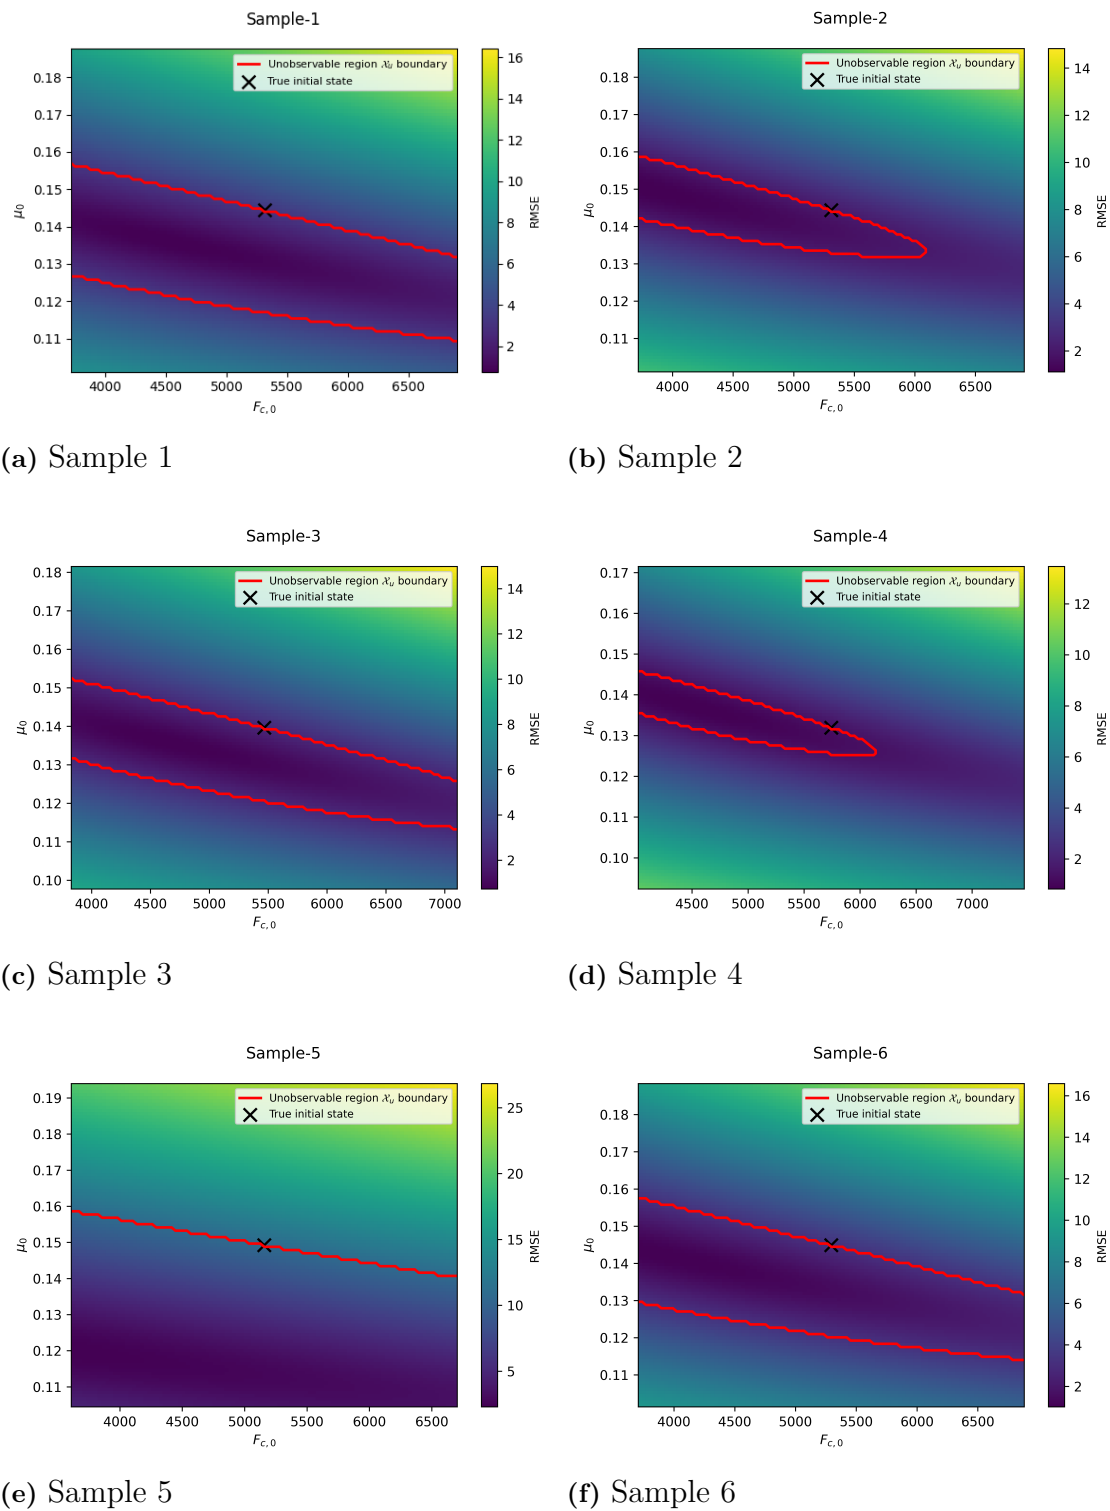 Sample-1
Unobservable region 𝒳u boundary
True initial state
0.18
0.17
0.16
0.15
0.14
0.13
0.12
0.11
μ0
4000 4500 5000 5500 6000 6500
Fc,0
16
14
12
10
8
6
4
2
RMSE
(a) Sample 1
Sample-2
Unobservable region 𝒳u boundary
True initial state
0.18
0.17
0.16
0.15
0.14
0.13
0.12
0.11
μ0
4000 4500 5000 5500 6000 6500
Fc,0
14
12
10
8
6
4
2
RMSE
(b) Sample 2
Sample-3
Unobservable region 𝒳u boundary
True initial state
0.18
0.17
0.16
0.15
0.14
0.13
0.12
0.11
0.10
μ0
4000 4500 5000 5500 6000 6500 7000
Fc,0
14
12
10
8
6
4
2
RMSE
(c) Sample 3
Sample-4
Unobservable region 𝒳u boundary
True initial state
0.17
0.16
0.15
0.14
0.13
0.12
0.11
0.10
μ0
4500 5000 5500 6000 6500 7000
Fc,0
12
10
8
6
4
2
RMSE
(d) Sample 4
Sample-5
Unobservable region 𝒳u boundary
True initial state
0.19
0.18
0.17
0.16
0.15
0.14
0.13
0.12
0.11
μ0
4000 4500 5000 5500 6000 6500
Fc,0
25
20
15
10
5
RMSE
(e) Sample 5
Sample-6
Unobservable region 𝒳u boundary
True initial state
0.18
0.17
0.16
0.15
0.14
0.13
0.12
0.11
μ0
4000 4500 5000 5500 6000 6500
Fc,0
16
14
12
10
8
6
4
2
RMSE
(f) Sample 6